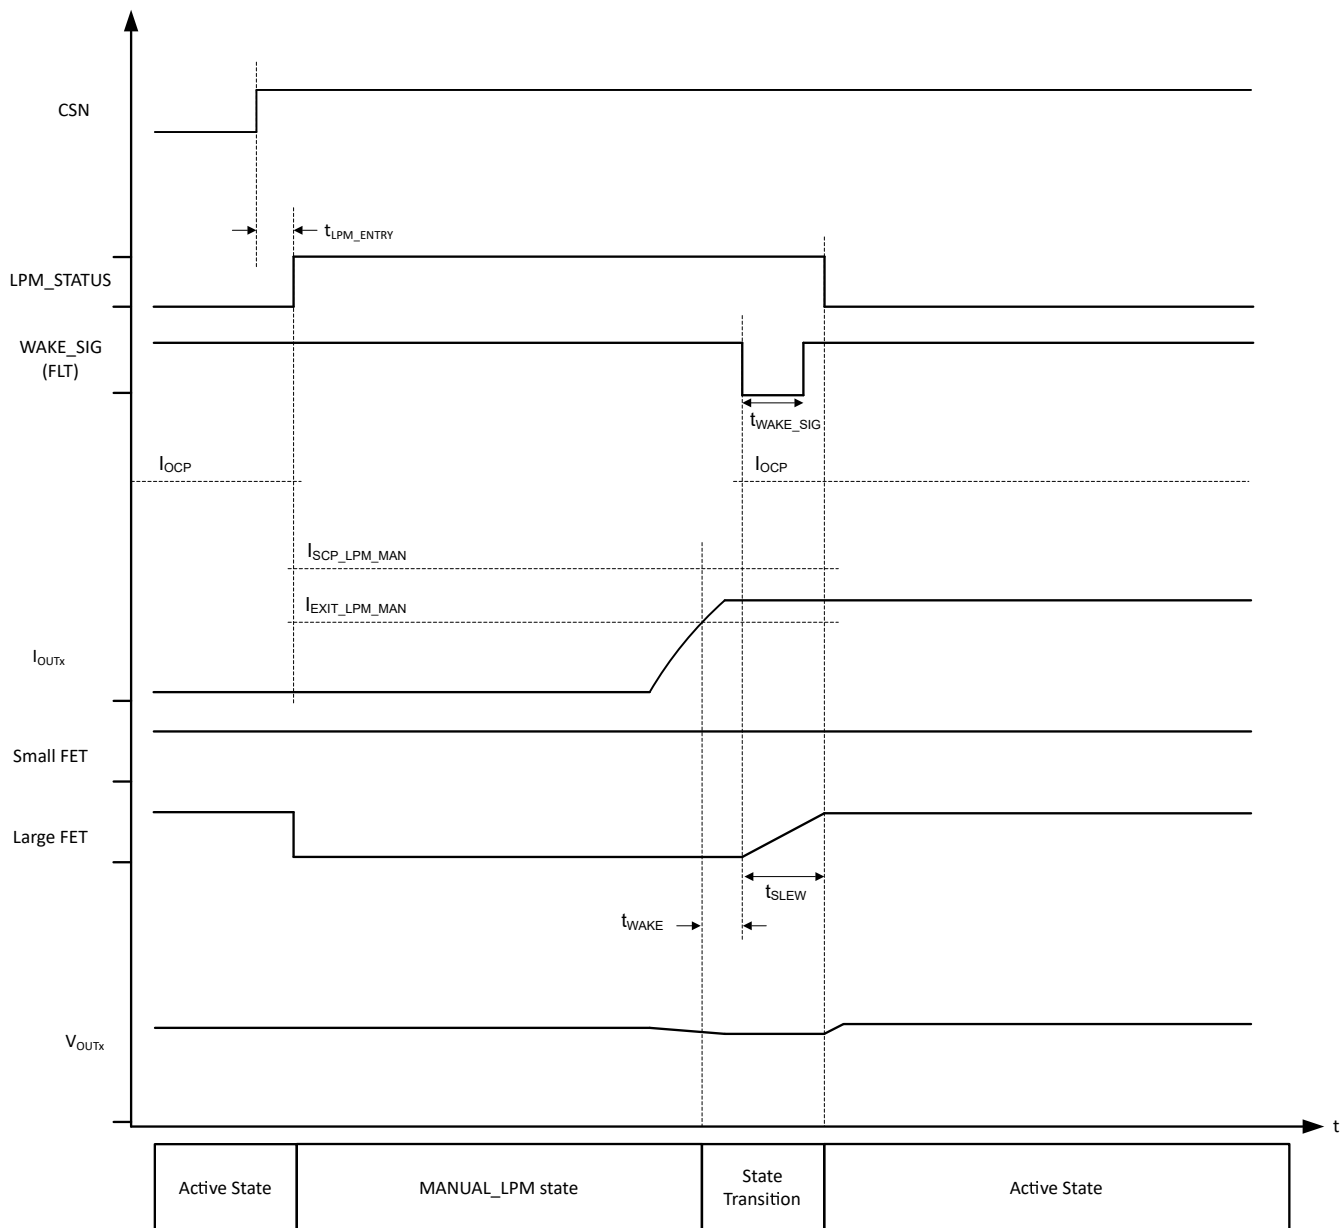 CSN
tLPM_ENTRY
LPM_STATUS
WAKE_SIG
(FLT)
tWAKE_SIG
IOCP
IOCP
ISCP_LPM_MAN
IEXIT_LPM_MAN
IOUTx
Small FET
Large FET
tSLEW
tWAKE
VOUTx
t
Active State
MANUAL_LPM state
State
Transition
Active State